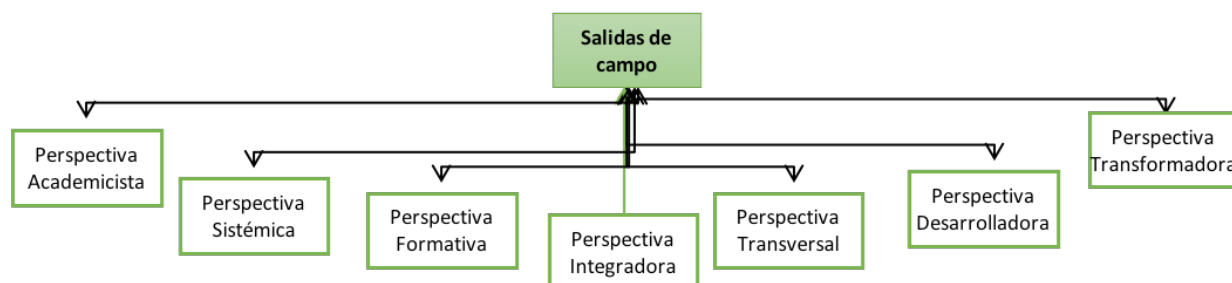 Salidas de
campo
Perspectiva
Academicista
Perspectiva
Sistémica
Perspectiva
Formativa
Perspectiva
Integradora
Perspectiva
Transversal
Perspectiva
Desarrolladora
Perspectiva
Transformadora